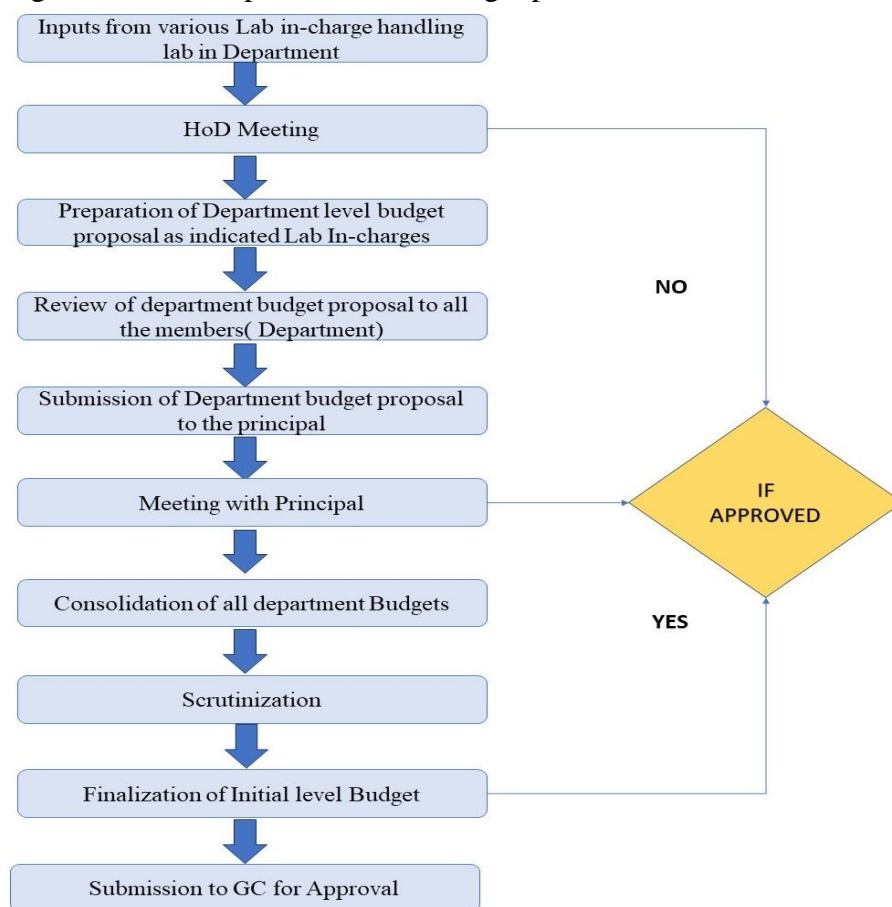 Inputs from various Lab in-charge handling
lab in Department
HoD Meeting
Preparation of Department level budget
proposal as indicated Lab In-charges
NO
Review of department budget proposal to all
the members( Department)
Submission of Department budget proposal
to the principal
Meeting with Principal
IF
APPROVED
Consolidation of all department Budgets
YES
Scrutinization
Finalization of Initial level Budget
Submission to GC for Approval